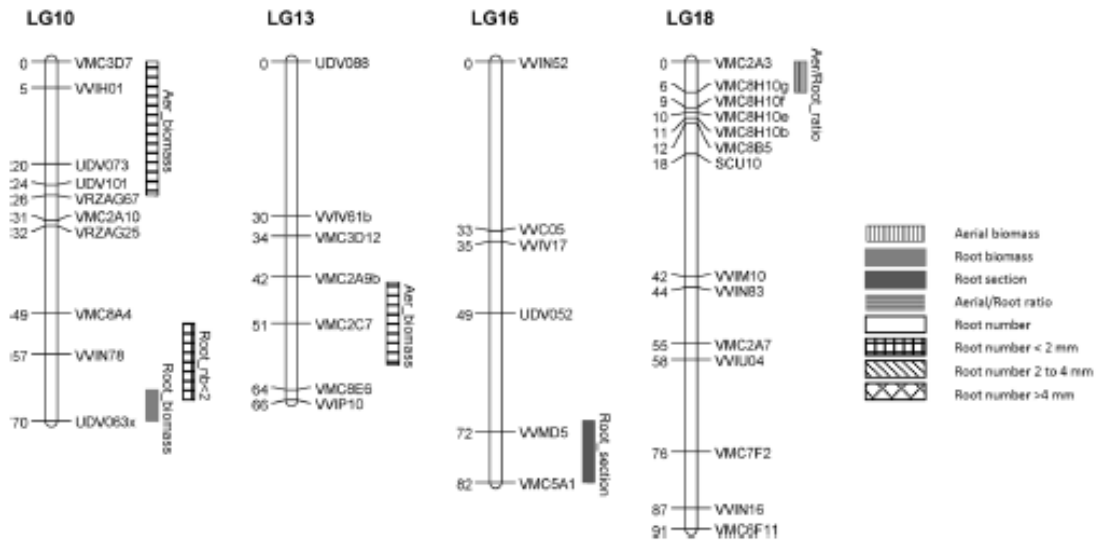 LG10
0 VMC3D7
5 VVIH01
20 UDV073
24 UDV101
26 VRZAG67
31 VMC2A10
32 VRZAG25
49 VMC8A4
57 VVIN78
70 UDV063x
Aer_biomass
Root_nb<2
Root_biomass
LG13
0 UDV088
30 VVIV61b
34 VMC3D12
42 VMC2A9b
51 VMC2C7
64 VMC8E6
66 VVIP10
Aer_biomass
LG16
0 VVIN52
33 VVC05
35 VVIV17
49 UDV052
72 VVMD5
82 VMC5A1
Root_section
LG18
0 VMC2A3
6 VMC8H10g
9 VMC8H10f
10 VMC8H10e
11 VMC8H10b
12 VMC8B5
18 SCU10
42 VVIM10
44 VVIN83
55 VMC2A7
58 VVIU04
76 VMC7F2
87 VVIN16
91 VMC6F11
Aer/Root_ratio
Aerial biomass
Root biomass
Root section
Aerial/Root ratio
Root number
Root number < 2 mm
Root number 2 to 4 mm
Root number >4 mm